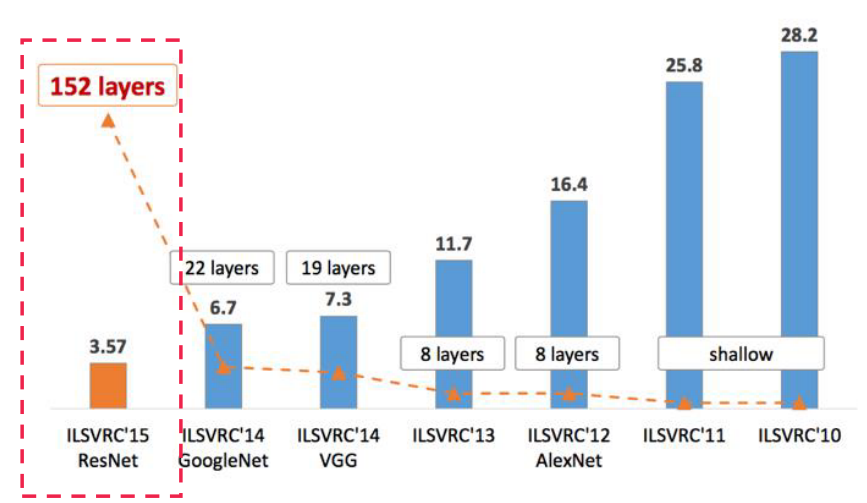 28.2
25.8
152 layers
16.4
11.7
22 layers
19 layers
6.7
7.3
3.57
8 layers
8 layers
shallow
ILSVRC'15
ResNet
ILSVRC'14
GoogleNet
ILSVRC'14
VGG
ILSVRC'13
ILSVRC'12
AlexNet
ILSVRC'11
ILSVRC'10